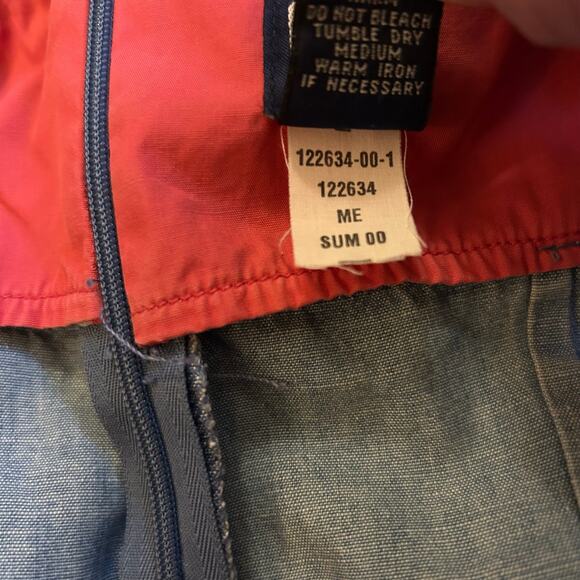 DO NOT BLEACH
TUMBLE DRY
MEDIUM
WARM IRON
IF NECESSARY
122634-00-1
122634
ME
SUM 00